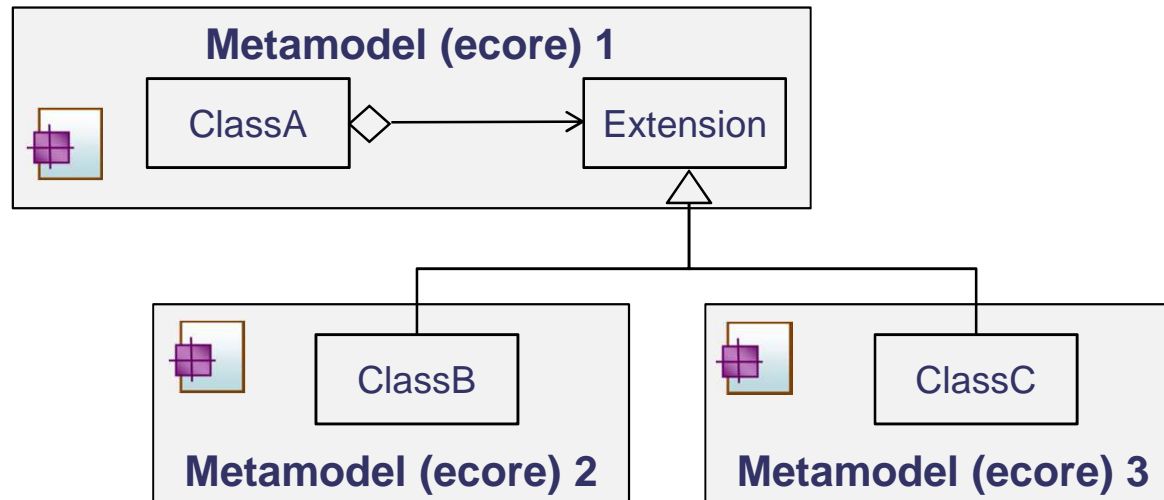 Metamodel (ecore) 1
ClassA
Extension
ClassB
ClassC
Metamodel (ecore) 2
Metamodel (ecore) 3